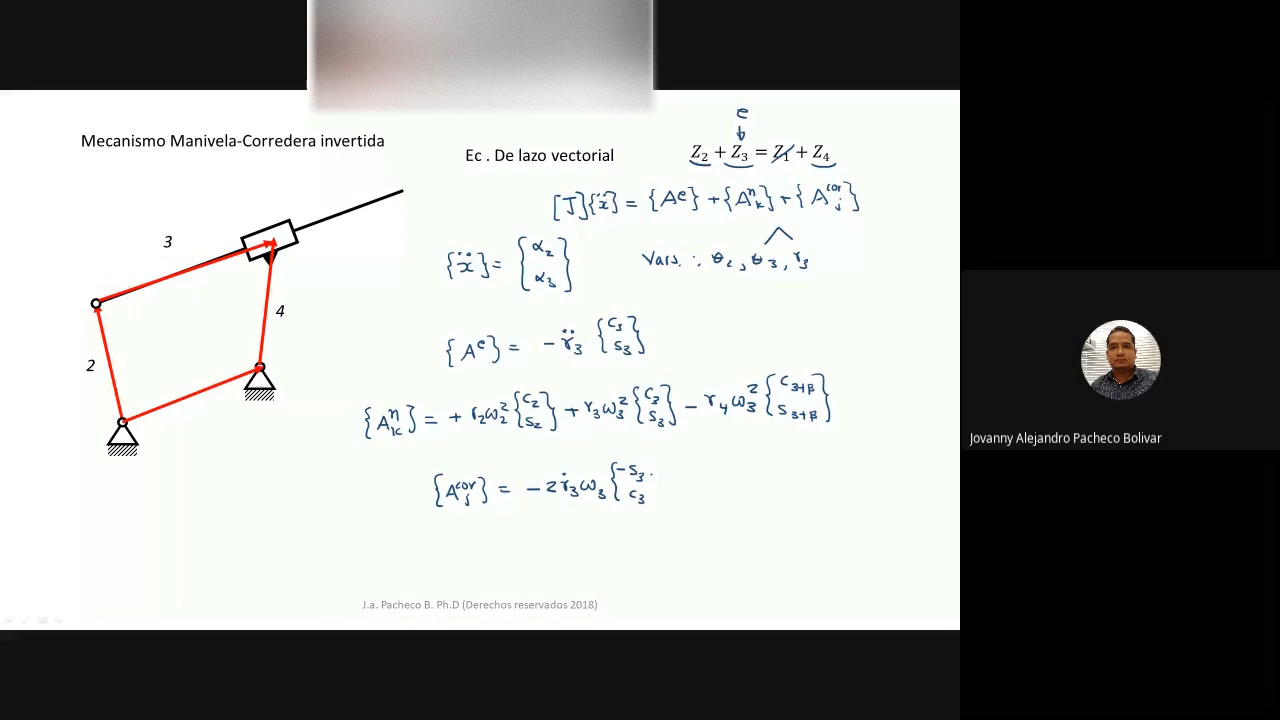 Mecanismo Manivela-Corredera invertida
Ec . De lazo vectorial
e
↓
Z₂ + Z₃ = Z₁ + Z₄
[J]{ẍ} = {Aᵉ} + {Aⁿₖ} + {Aᶜᵒʳⱼ}
{ẍ} = {α₂ α₃}
Vars. : θ₂, θ₃, r₃
3
4
2
{Aᵉ} = - r̈₃ {C₃ S₃}
{Aⁿₖ} = + r₂ω₂² {C₂ S₂} + r₃ω₃² {C₃ S₃} - r₄ω₃² {C₃₊β S₃₊β}
{Aᶜᵒʳⱼ} = - 2ṙ₃ω₃ {-S₃ C₃
J.a. Pacheco B. Ph.D (Derechos reservados 2018)
Jovanny Alejandro Pacheco Bolivar